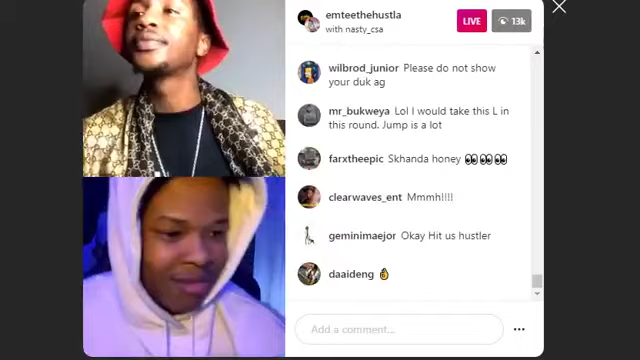 emteethehustla
with nasty_csa
LIVE
13k
wilbrod_junior Please do not show
your duk ag
mr_bukweya Lol I would take this L in
this round. Jump is a lot
farxtheepic Skhanda honey 👀👀👀
clearwaves_ent Mmmh!!!!
geminimaejor Okay Hit us hustler
daaideng 👌
Add a comment...